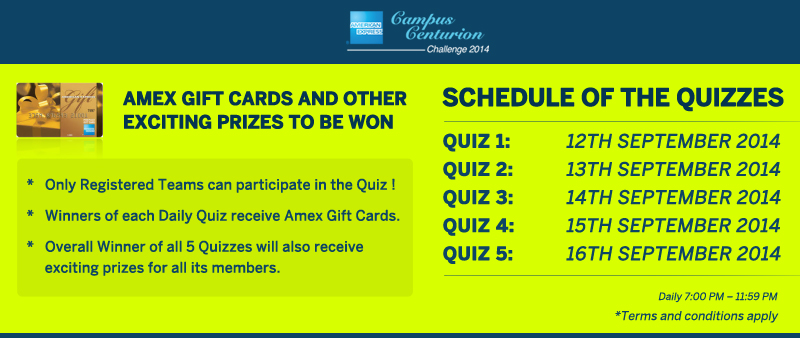 AMERICAN EXPRESS
Campus
Centurion
Challenge 2014
AMEX GIFT CARDS AND OTHER
EXCITING PRIZES TO BE WON
* Only Registered Teams can participate in the Quiz !
* Winners of each Daily Quiz receive Amex Gift Cards.
* Overall Winner of all 5 Quizzes will also receive
exciting prizes for all its members.
SCHEDULE OF THE QUIZZES
QUIZ 1: 12TH SEPTEMBER 2014
QUIZ 2: 13TH SEPTEMBER 2014
QUIZ 3: 14TH SEPTEMBER 2014
QUIZ 4: 15TH SEPTEMBER 2014
QUIZ 5: 16TH SEPTEMBER 2014
Daily 7:00 PM – 11:59 PM
*Terms and conditions apply